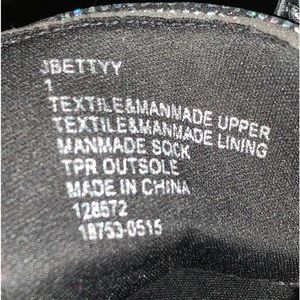 JBETTYY
1
TEXTILE&MANMADE UPPER
TEXTILE&MANMADE LINING
MANMADE SOCK
TPR OUTSOLE
MADE IN CHINA
128572
18753-0515